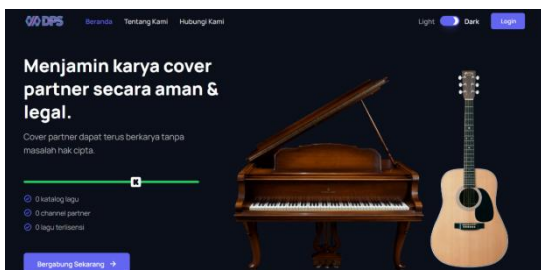 DPS
Beranda Tentang Kami Hubungi Kami
Light Dark Login
Menjamin karya cover
partner secara aman &
legal.
Cover partner dapat terus berkarya tanpa
masalah hak cipta.
0 katalog lagu
0 channel partner
0 lagu terlisensi
Bergabung Sekarang →